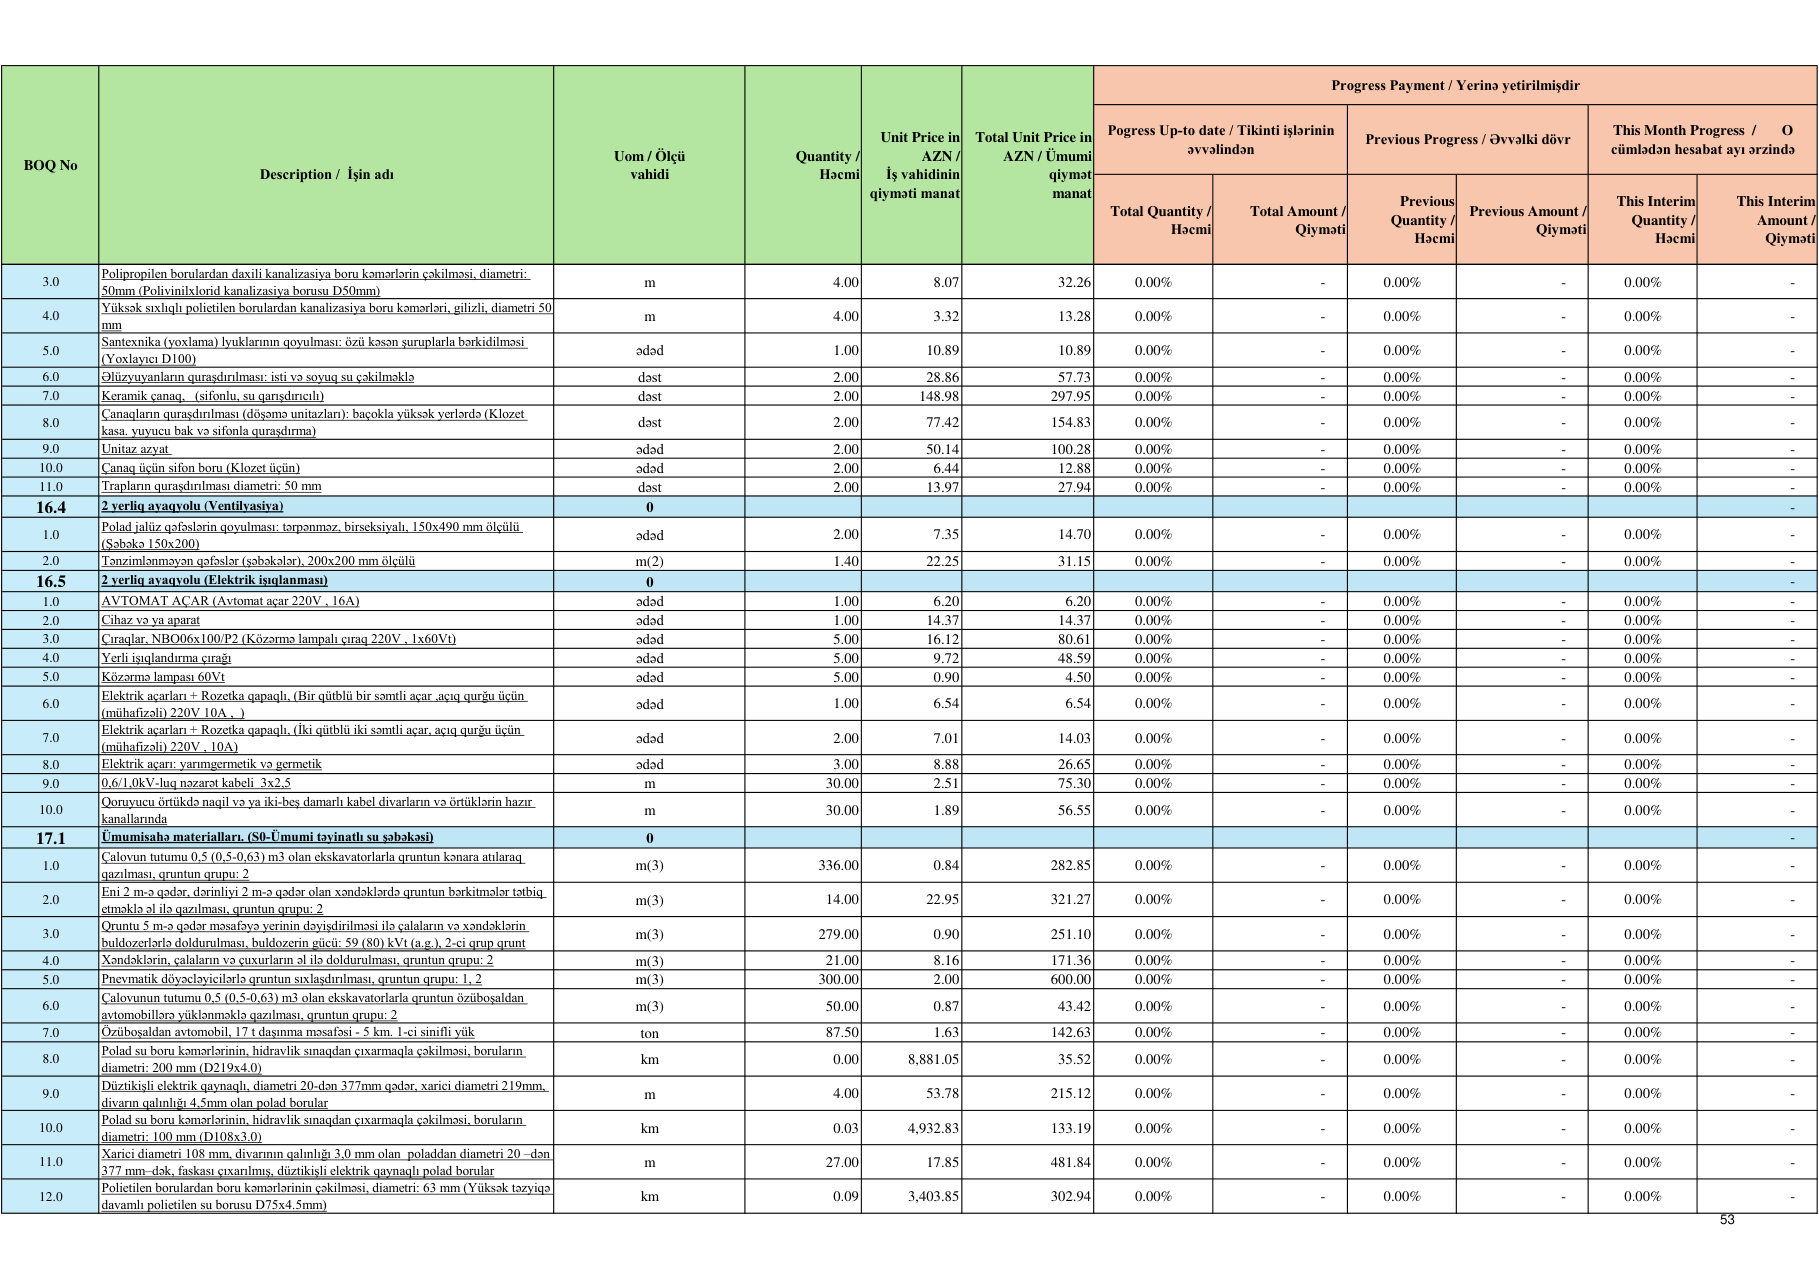 Progress Payment / Yerinə yetirilmişdir
BOQ No
Description / İşin adı
Uom / Ölçü
vahidi
Quantity /
Həcmi
Unit Price in
AZN /
İş vahidinin
qiyməti manat
Total Unit Price in
AZN / Ümumi
qiymət
manat
Pogress Up-to date / Tikinti işlərinin
əvvəlindən
Previous Progress / Əvvəlki dövr
This Month Progress / O
cümlədən hesabat ayı ərzində
Total Quantity /
Həcmi
Total Amount /
Qiyməti
Previous
Quantity /
Həcmi
Previous Amount /
Qiyməti
This Interim
Quantity /
Həcmi
This Interim
Amount /
Qiyməti
3.0 Polipropilen borulardan daxili kanalizasiya boru kəmərlərin çəkilməsi, diametri:
50mm (Polivinilxlorid kanalizasiya borusu D50mm) m 4.00 8.07 32.26 0.00% - 0.00% - 0.00% -
4.0 Yüksək sıxlıqlı polietilen borulardan kanalizasiya boru kəmərləri, gilizli, diametri 50
mm m 4.00 3.32 13.28 0.00% - 0.00% - 0.00% -
5.0 Santexnika (yoxlama) lyuklarının qoyulması: özü kəsən şuruplarla bərkidilməsi
(Yoxlayıcı D100) ədəd 1.00 10.89 10.89 0.00% - 0.00% - 0.00% -
6.0 Əlüzyuyanların quraşdırılması: isti və soyuq su çəkilməklə dəst 2.00 28.86 57.73 0.00% - 0.00% - 0.00% -
7.0 Keramik çanaq, (sifonlu, su qarışdırıcılı) dəst 2.00 148.98 297.95 0.00% - 0.00% - 0.00% -
8.0 Çanaqların quraşdırılması (döşəmə unitazları): baçokla yüksək yerlərdə (Klozet
kasa. yuyucu bak və sifonla quraşdırma) dəst 2.00 77.42 154.83 0.00% - 0.00% - 0.00% -
9.0 Unitaz azyat ədəd 2.00 50.14 100.28 0.00% - 0.00% - 0.00% -
10.0 Çanaq üçün sifon boru (Klozet üçün) ədəd 2.00 6.44 12.88 0.00% - 0.00% - 0.00% -
11.0 Trapların quraşdırılması diametri: 50 mm dəst 2.00 13.97 27.94 0.00% - 0.00% - 0.00% -
16.4 2 yerliq ayaqyolu (Ventilyasiya) 0 -
1.0 Polad jalüz qəfəslərin qoyulması: tərpənməz, birseksiyalı, 150x490 mm ölçülü
(Şəbəkə 150x200) ədəd 2.00 7.35 14.70 0.00% - 0.00% - 0.00% -
2.0 Tənzimlənməyən qəfəslər (şəbəkələr), 200x200 mm ölçülü m(2) 1.40 22.25 31.15 0.00% - 0.00% - 0.00% -
16.5 2 yerliq ayaqyolu (Elektrik işıqlanması) 0 -
1.0 AVTOMAT AÇAR (Avtomat açar 220V , 16A) ədəd 1.00 6.20 6.20 0.00% - 0.00% - 0.00% -
2.0 Cihaz və ya aparat ədəd 1.00 14.37 14.37 0.00% - 0.00% - 0.00% -
3.0 Çıraqlar, NBO06x100/P2 (Közərmə lampalı çıraq 220V , 1x60Vt) ədəd 5.00 16.12 80.61 0.00% - 0.00% - 0.00% -
4.0 Yerli işıqlandırma çırağı ədəd 5.00 9.72 48.59 0.00% - 0.00% - 0.00% -
5.0 Közərmə lampası 60Vt ədəd 5.00 0.90 4.50 0.00% - 0.00% - 0.00% -
6.0 Elektrik açarları + Rozetka qapaqlı, (Bir qütblü bir səmtli açar ,açıq qurğu üçün
(mühafizəli) 220V 10A , ) ədəd 1.00 6.54 6.54 0.00% - 0.00% - 0.00% -
7.0 Elektrik açarları + Rozetka qapaqlı, (İki qütblü iki səmtli açar, açıq qurğu üçün
(mühafizəli) 220V , 10A) ədəd 2.00 7.01 14.03 0.00% - 0.00% - 0.00% -
8.0 Elektrik açarı: yarımgermetik və germetik ədəd 3.00 8.88 26.65 0.00% - 0.00% - 0.00% -
9.0 0,6/1,0kV-luq nəzarət kabeli 3x2,5 m 30.00 2.51 75.30 0.00% - 0.00% - 0.00% -
10.0 Qoruyucu örtükdə naqil və ya iki-beş damarlı kabel divarların və örtüklərin hazır
kanallarında m 30.00 1.89 56.55 0.00% - 0.00% - 0.00% -
17.1 Ümumisahə materialları. (S0-Ümumi təyinatlı su şəbəkəsi) 0 -
1.0 Çalovun tutumu 0,5 (0,5-0,63) m3 olan ekskavatorlarla qruntun kənara atılaraq
qazılması, qruntun qrupu: 2 m(3) 336.00 0.84 282.85 0.00% - 0.00% - 0.00% -
2.0 Eni 2 m-ə qədər, dərinliyi 2 m-ə qədər olan xəndəklərdə qruntun bərkitmələr tətbiq
etməklə əl ilə qazılması, qruntun qrupu: 2 m(3) 14.00 22.95 321.27 0.00% - 0.00% - 0.00% -
3.0 Qruntu 5 m-ə qədər məsafəyə yerinin dəyişdirilməsi ilə çalaların və xəndəklərin
buldozerlərlə doldurulması, buldozerin gücü: 59 (80) kVt (a.g.), 2-ci qrup qrunt m(3) 279.00 0.90 251.10 0.00% - 0.00% - 0.00% -
4.0 Xəndəklərin, çalaların və çuxurların əl ilə doldurulması, qruntun qrupu: 2 m(3) 21.00 8.16 171.36 0.00% - 0.00% - 0.00% -
5.0 Pnevmatik döyəcləyicilərlə qruntun sıxlaşdırılması, qruntun qrupu: 1, 2 m(3) 300.00 2.00 600.00 0.00% - 0.00% - 0.00% -
6.0 Çalovunun tutumu 0,5 (0,5-0,63) m3 olan ekskavatorlarla qruntun özüboşaldan
avtomobillərə yüklənməklə qazılması, qruntun qrupu: 2 m(3) 50.00 0.87 43.42 0.00% - 0.00% - 0.00% -
7.0 Özüboşaldan avtomobil, 17 t daşınma məsafəsi - 5 km. 1-ci sinifli yük ton 87.50 1.63 142.63 0.00% - 0.00% - 0.00% -
8.0 Polad su boru kəmərlərinin, hidravlik sınaqdan çıxarmaqla çəkilməsi, boruların
diametri: 200 mm (D219x4.0) km 0.00 8,881.05 35.52 0.00% - 0.00% - 0.00% -
9.0 Düztikişli elektrik qaynaqlı, diametri 20-dən 377mm qədər, xarici diametri 219mm,
divarın qalınlığı 4,5mm olan polad borular m 4.00 53.78 215.12 0.00% - 0.00% - 0.00% -
10.0 Polad su boru kəmərlərinin, hidravlik sınaqdan çıxarmaqla çəkilməsi, boruların
diametri: 100 mm (D108x3.0) km 0.03 4,932.83 133.19 0.00% - 0.00% - 0.00% -
11.0 Xarici diametri 108 mm, divarının qalınlığı 3,0 mm olan poladdan diametri 20 –dən
377 mm–dək, faskası çıxarılmış, düztikişli elektrik qaynaqlı polad borular m 27.00 17.85 481.84 0.00% - 0.00% - 0.00% -
12.0 Polietilen borulardan boru kəmərlərinin çəkilməsi, diametri: 63 mm (Yüksək təzyiqə
davamlı polietilen su borusu D75x4.5mm) km 0.09 3,403.85 302.94 0.00% - 0.00% - 0.00% -
53